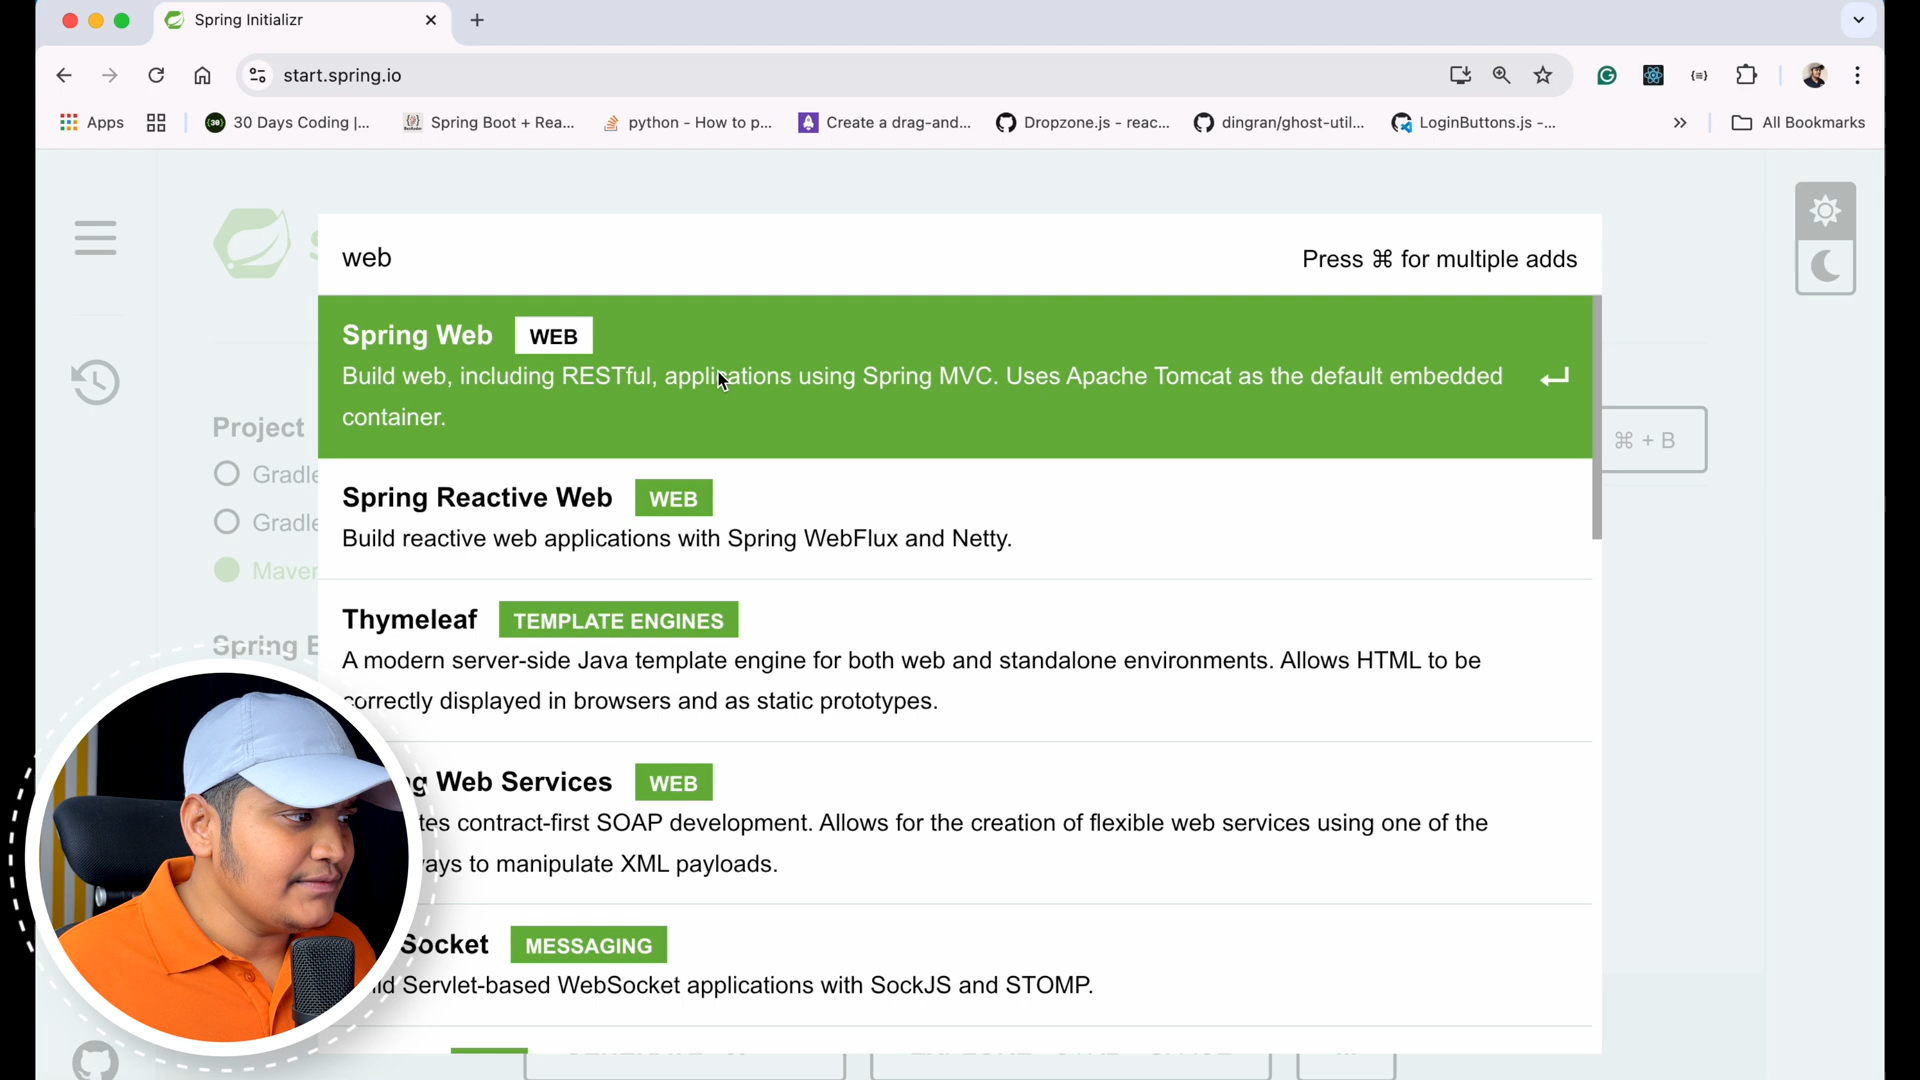 Spring Initializr
start.spring.io
Apps
30 Days Coding |...
Spring Boot + Rea...
python - How to p...
Create a drag-and...
Dropzone.js - reac...
dingran/ghost-util...
LoginButtons.js -...
All Bookmarks
web
Press ⌘ for multiple adds
Spring Web WEB
Build web, including RESTful, applications using Spring MVC. Uses Apache Tomcat as the default embedded
container.
Project
⌘ + B
Gradle
Gradle
Maven
Spring Reactive Web WEB
Build reactive web applications with Spring WebFlux and Netty.
Thymeleaf TEMPLATE ENGINES
A modern server-side Java template engine for both web and standalone environments. Allows HTML to be
correctly displayed in browsers and as static prototypes.
Spring B
Web Services WEB
contract-first SOAP development. Allows for the creation of flexible web services using one of the
ways to manipulate XML payloads.
Socket MESSAGING
Servlet-based WebSocket applications with SockJS and STOMP.